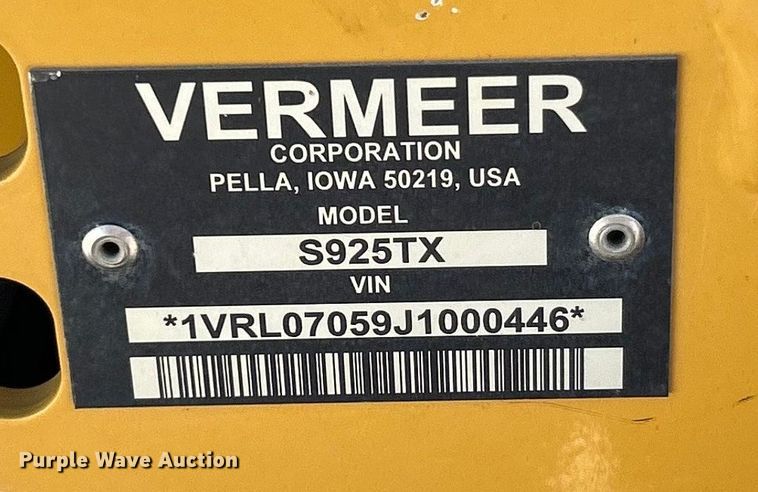 VERMEER
CORPORATION
PELLA, IOWA 50219, USA
MODEL
S925TX
VIN
*1VRL07059J1000446*
Purple Wave Auction